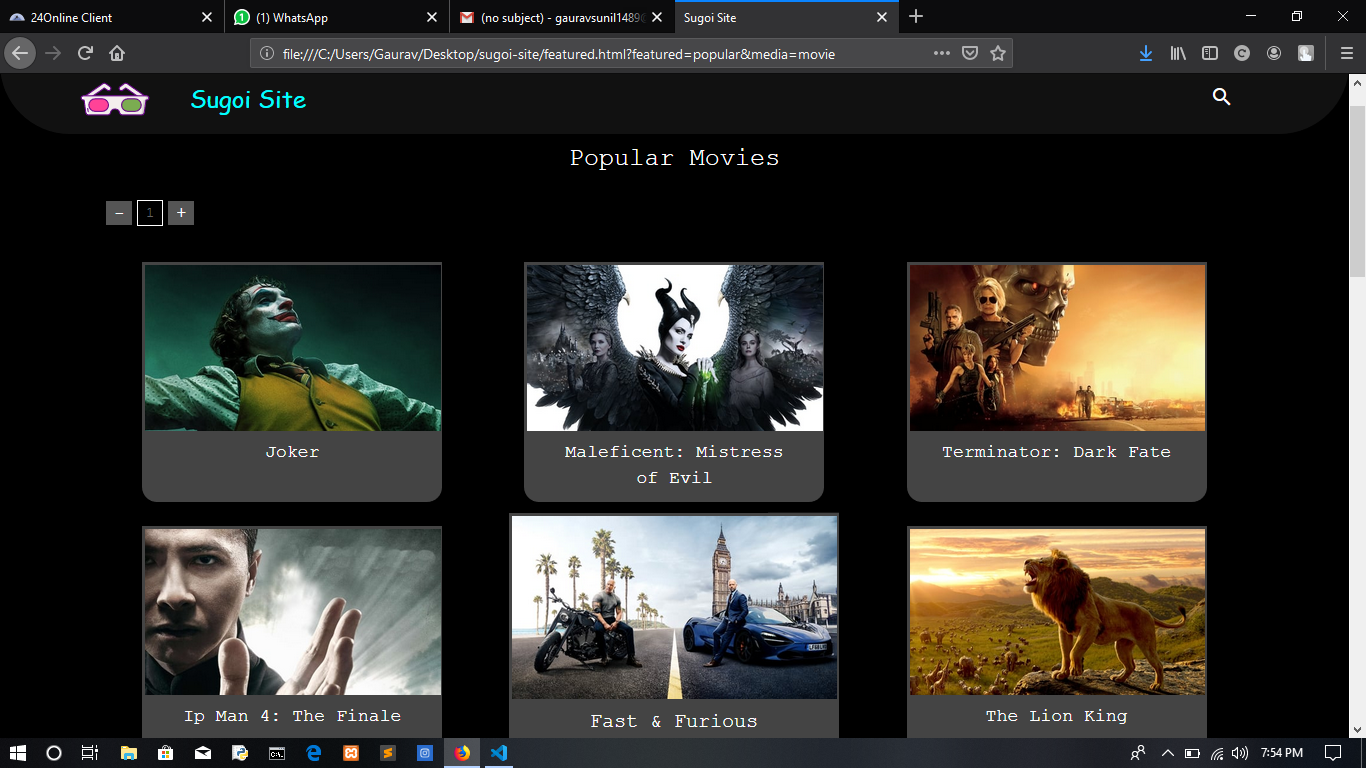 24Online Client
(1) WhatsApp
(no subject) - gauravsunil1489
Sugoi Site
file:///C:/Users/Gaurav/Desktop/sugoi-site/featured.html?featured=popular&media=movie
Sugoi Site
Popular Movies
− 1 +
Joker
Maleficent: Mistress
of Evil
Terminator: Dark Fate
Ip Man 4: The Finale
Fast & Furious
The Lion King
7:54 PM